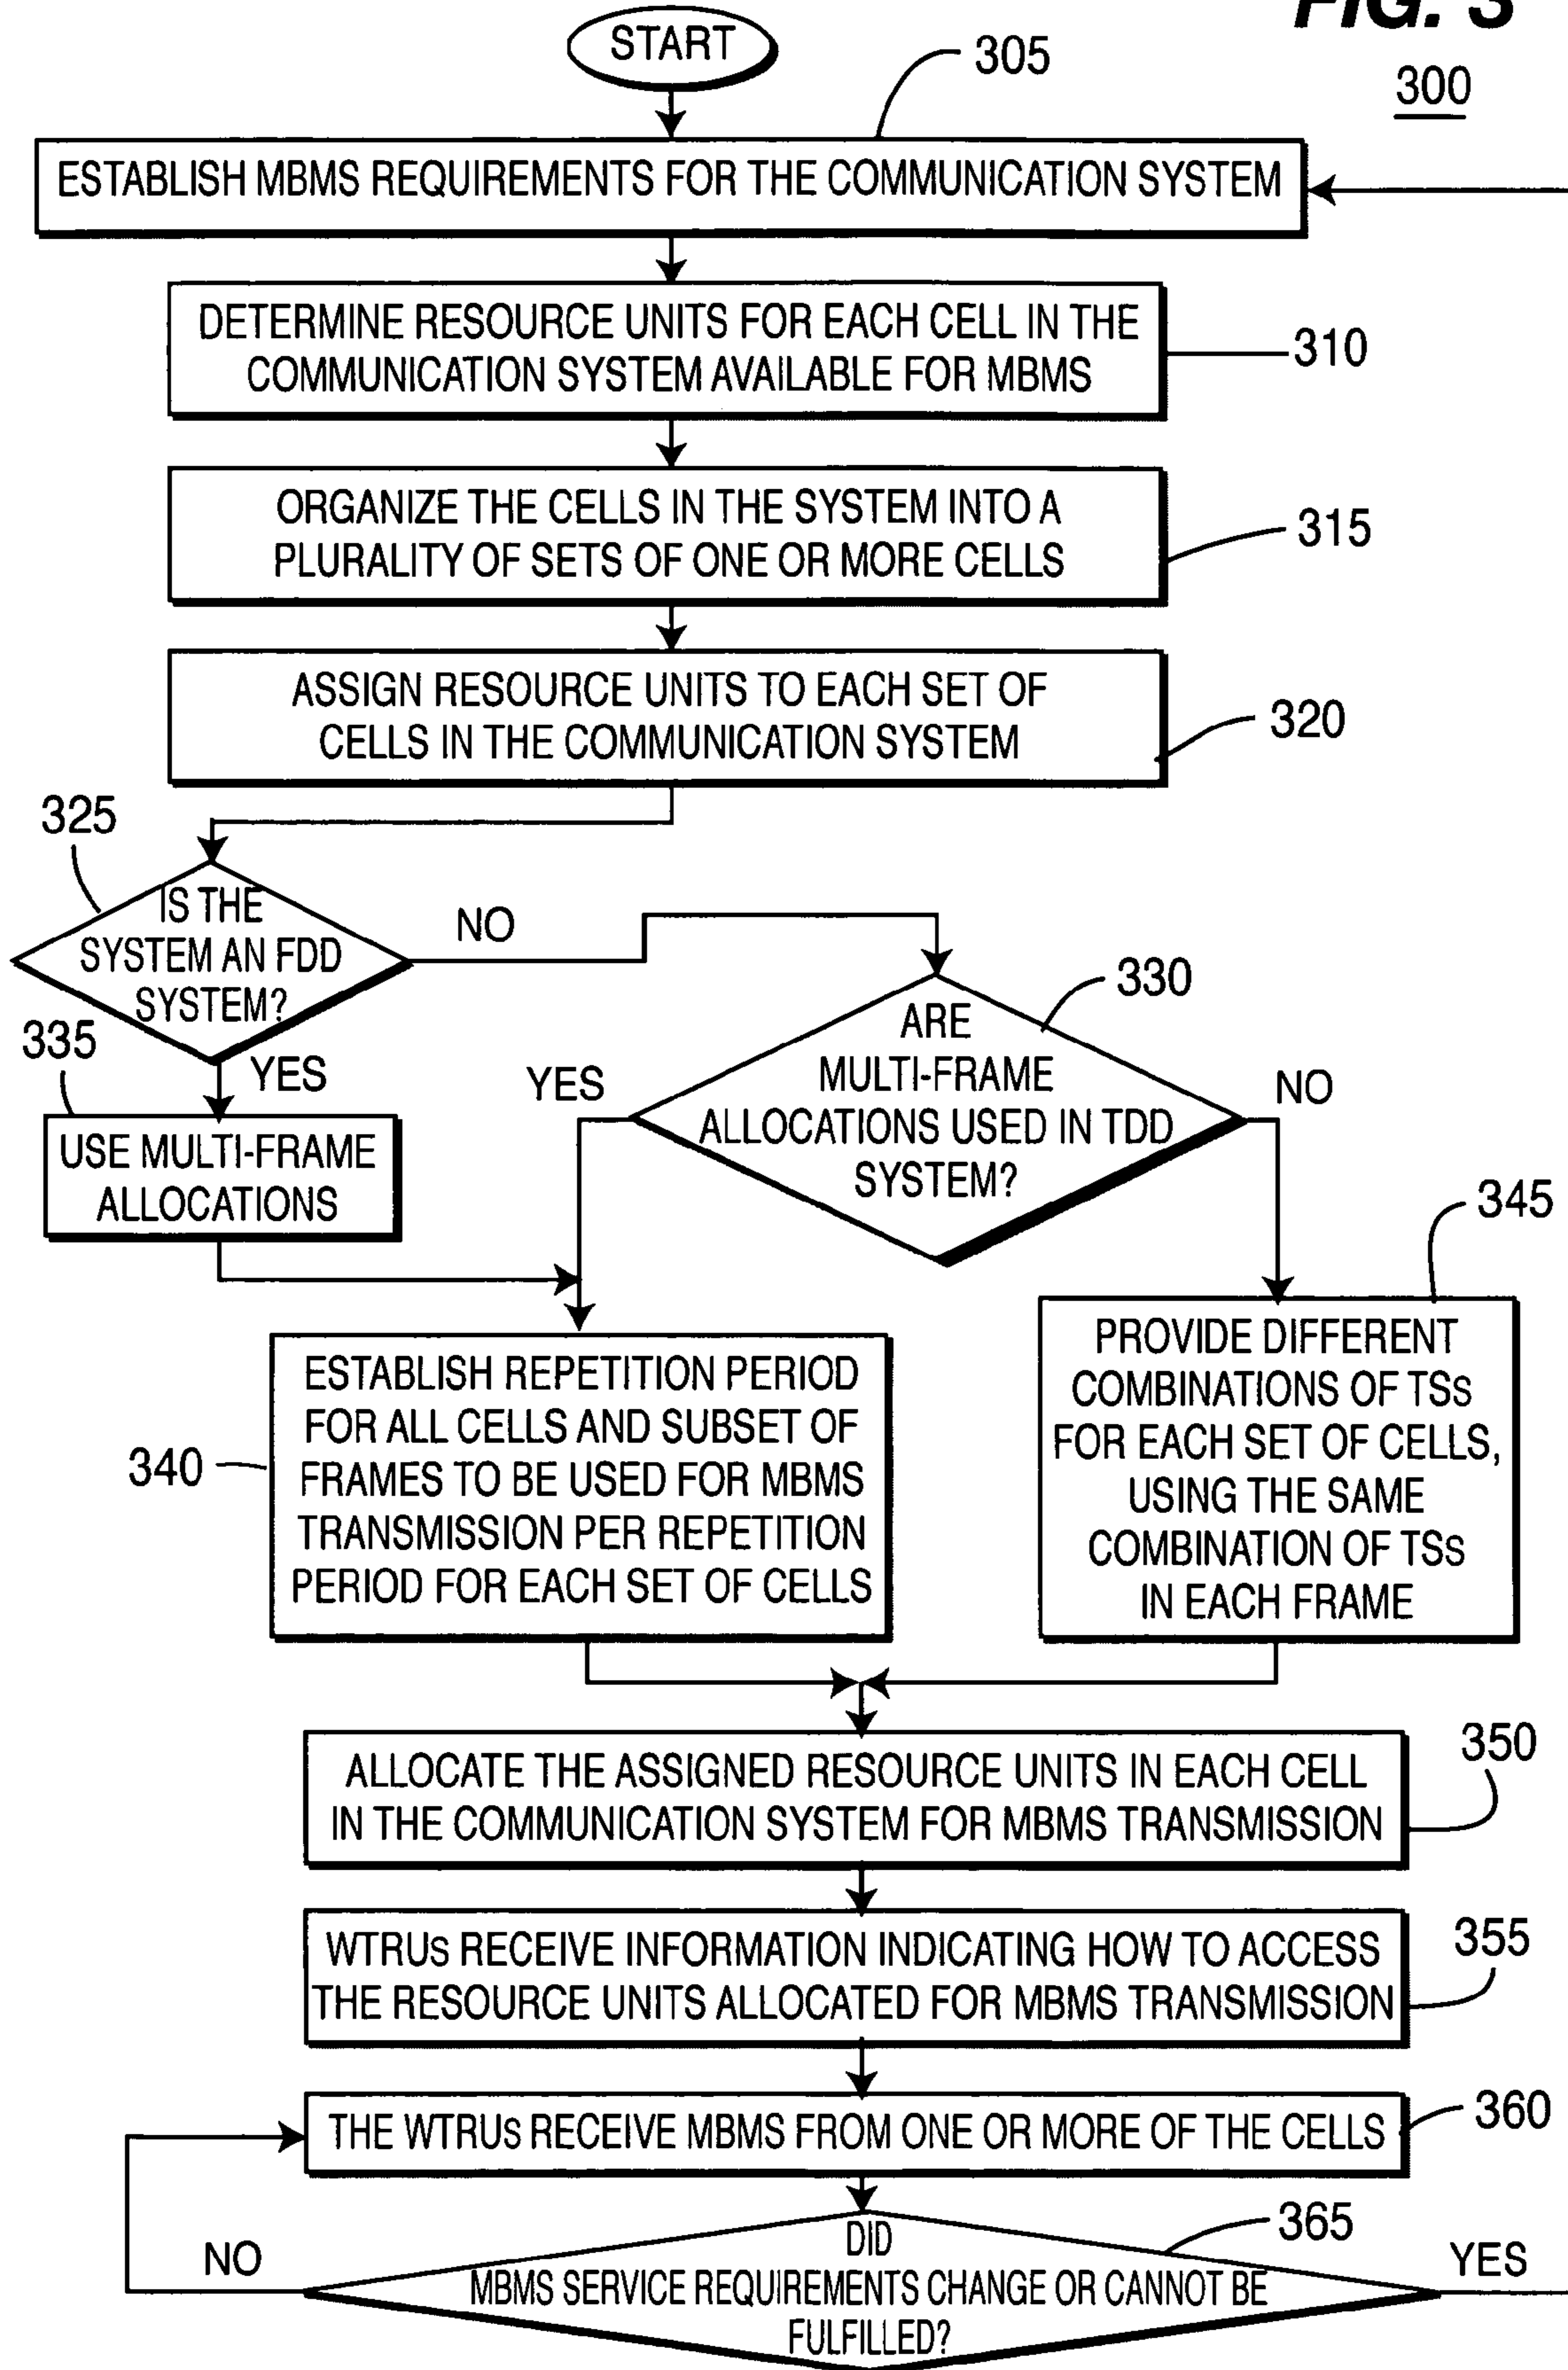 FIG. 3
START
305
300
ESTABLISH MBMS REQUIREMENTS FOR THE COMMUNICATION SYSTEM
DETERMINE RESOURCE UNITS FOR EACH CELL IN THE
COMMUNICATION SYSTEM AVAILABLE FOR MBMS
310
ORGANIZE THE CELLS IN THE SYSTEM INTO A
PLURALITY OF SETS OF ONE OR MORE CELLS
315
ASSIGN RESOURCE UNITS TO EACH SET OF
CELLS IN THE COMMUNICATION SYSTEM
320
325
IS THE
SYSTEM AN FDD
SYSTEM?
NO
YES
330
ARE
MULTI-FRAME
ALLOCATIONS USED IN TDD
SYSTEM?
YES
NO
335
USE MULTI-FRAME
ALLOCATIONS
340
ESTABLISH REPETITION PERIOD
FOR ALL CELLS AND SUBSET OF
FRAMES TO BE USED FOR MBMS
TRANSMISSION PER REPETITION
PERIOD FOR EACH SET OF CELLS
345
PROVIDE DIFFERENT
COMBINATIONS OF TSs
FOR EACH SET OF CELLS,
USING THE SAME
COMBINATION OF TSs
IN EACH FRAME
ALLOCATE THE ASSIGNED RESOURCE UNITS IN EACH CELL
IN THE COMMUNICATION SYSTEM FOR MBMS TRANSMISSION
350
WTRUs RECEIVE INFORMATION INDICATING HOW TO ACCESS
THE RESOURCE UNITS ALLOCATED FOR MBMS TRANSMISSION
355
THE WTRUs RECEIVE MBMS FROM ONE OR MORE OF THE CELLS
360
365
DID
MBMS SERVICE REQUIREMENTS CHANGE OR CANNOT BE
FULFILLED?
NO
YES